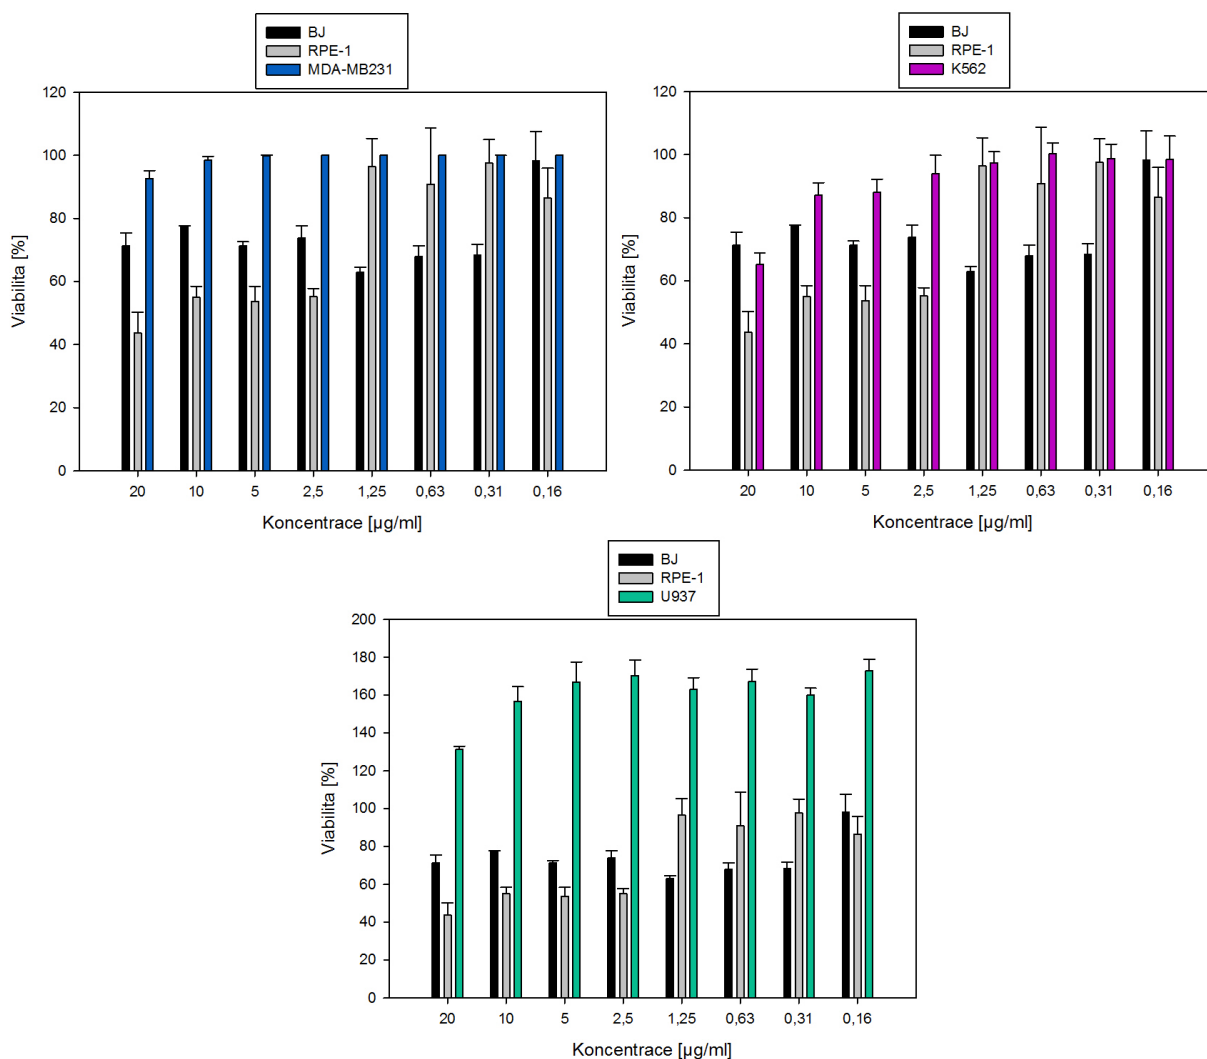 BJ
RPE-1
MDA-MB231
120
100
80
60
40
20
0
Viabilita [%]
20 10 5 2,5 1,25 0,63 0,31 0,16
Koncentrace [µg/ml]
BJ
RPE-1
K562
120
100
80
60
40
20
0
Viabilita [%]
20 10 5 2,5 1,25 0,63 0,31 0,16
Koncentrace [µg/ml]
BJ
RPE-1
U937
200
180
160
140
120
100
80
60
40
20
0
Viabilita [%]
20 10 5 2,5 1,25 0,63 0,31 0,16
Koncentrace [µg/ml]